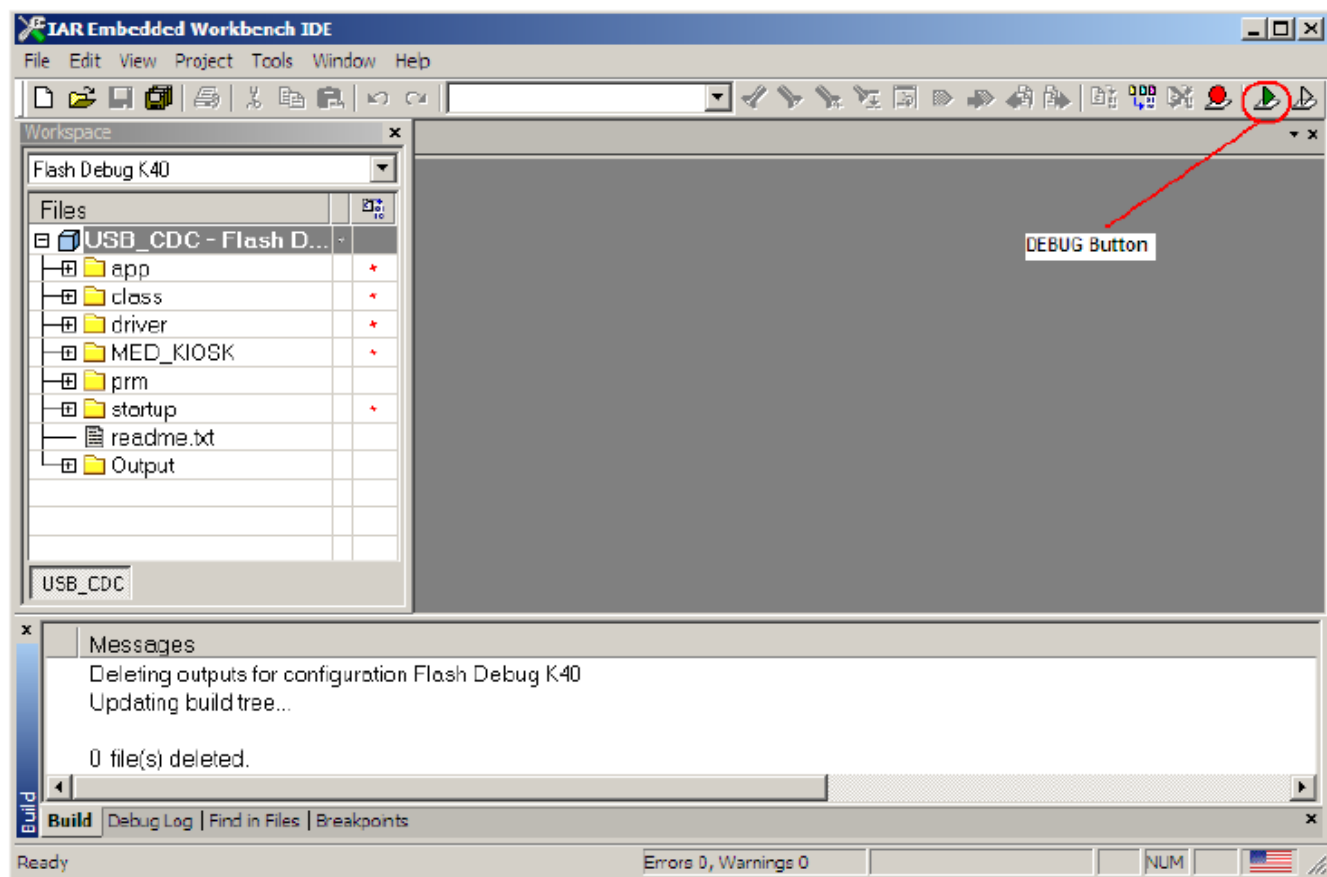 IAR Embedded Workbench IDE
File Edit View Project Tools Window Help
Workspace
Flash Debug K40
Files
USB_CDC - Flash D...
app
class
driver
MED_KIOSK
prm
startup
readme.txt
Output
USB_CDC
DEBUG Button
Messages
Deleting outputs for configuration Flash Debug K40
Updating build tree...
0 file(s) deleted.
Build
Build Debug Log Find in Files Breakpoints
Ready Errors 0, Warnings 0 NUM